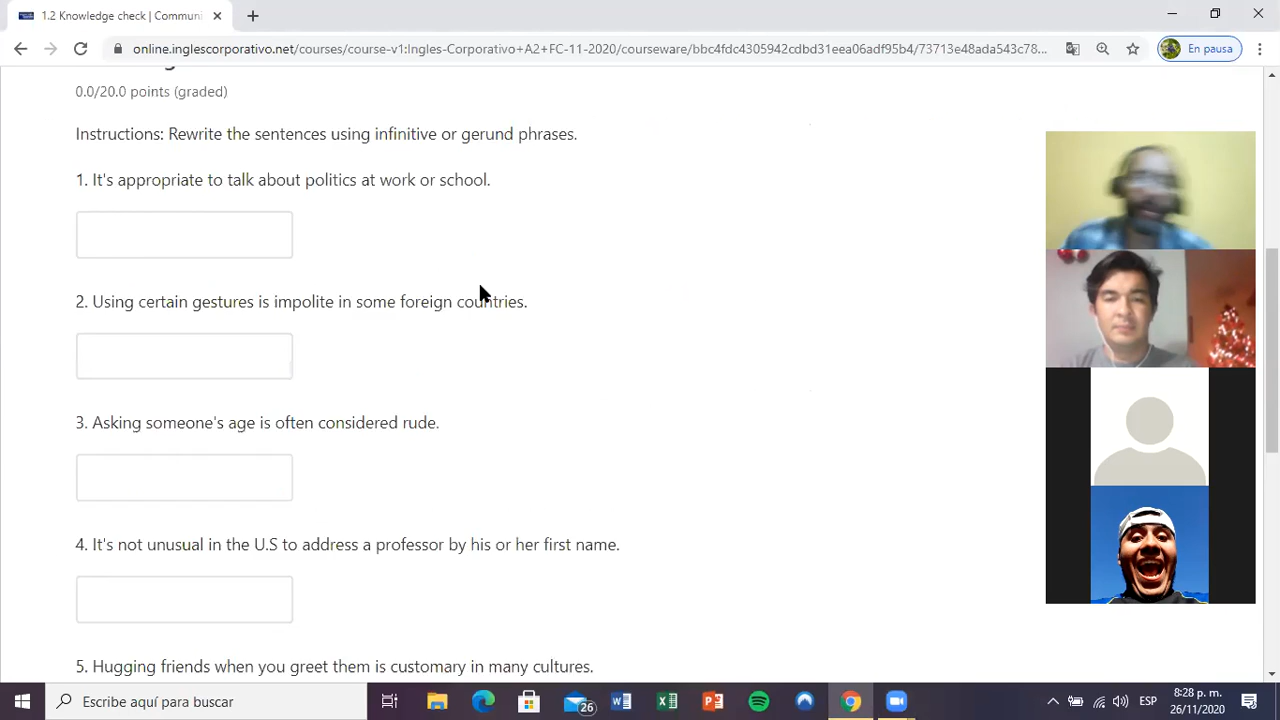 1.2 Knowledge check | Communi
online.inglescorporativo.net/courses/course-v1:Ingles-Corporativo+A2+FC-11-2020/courseware/bbc4fdc4305942cdbd31eea06adf95b4/73713e48ada543c78...
En pausa
0.0/20.0 points (graded)
Instructions: Rewrite the sentences using infinitive or gerund phrases.
1. It's appropriate to talk about politics at work or school.
2. Using certain gestures is impolite in some foreign countries.
3. Asking someone's age is often considered rude.
4. It's not unusual in the U.S to address a professor by his or her first name.
5. Hugging friends when you greet them is customary in many cultures.
Escribe aquí para buscar
26
ESP
8:28 p. m.
26/11/2020